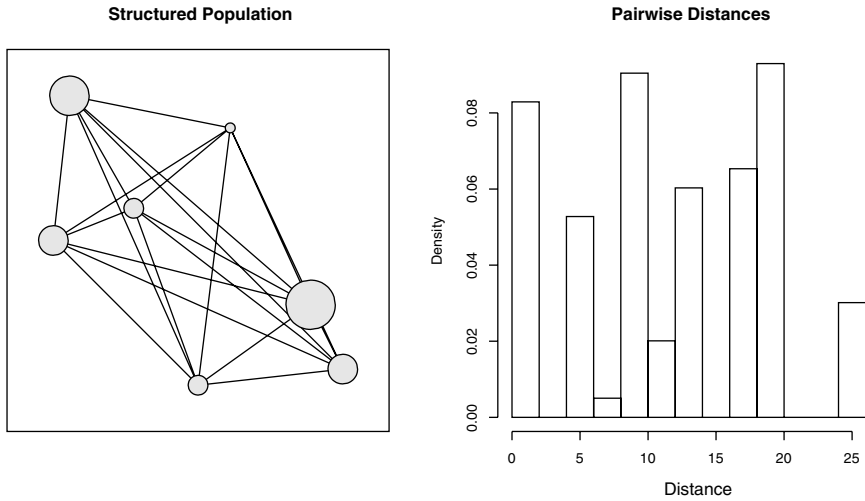 Structured Population
Pairwise Distances
Density
0.08
0.06
0.04
0.02
0.00
0 5 10 15 20 25
Distance